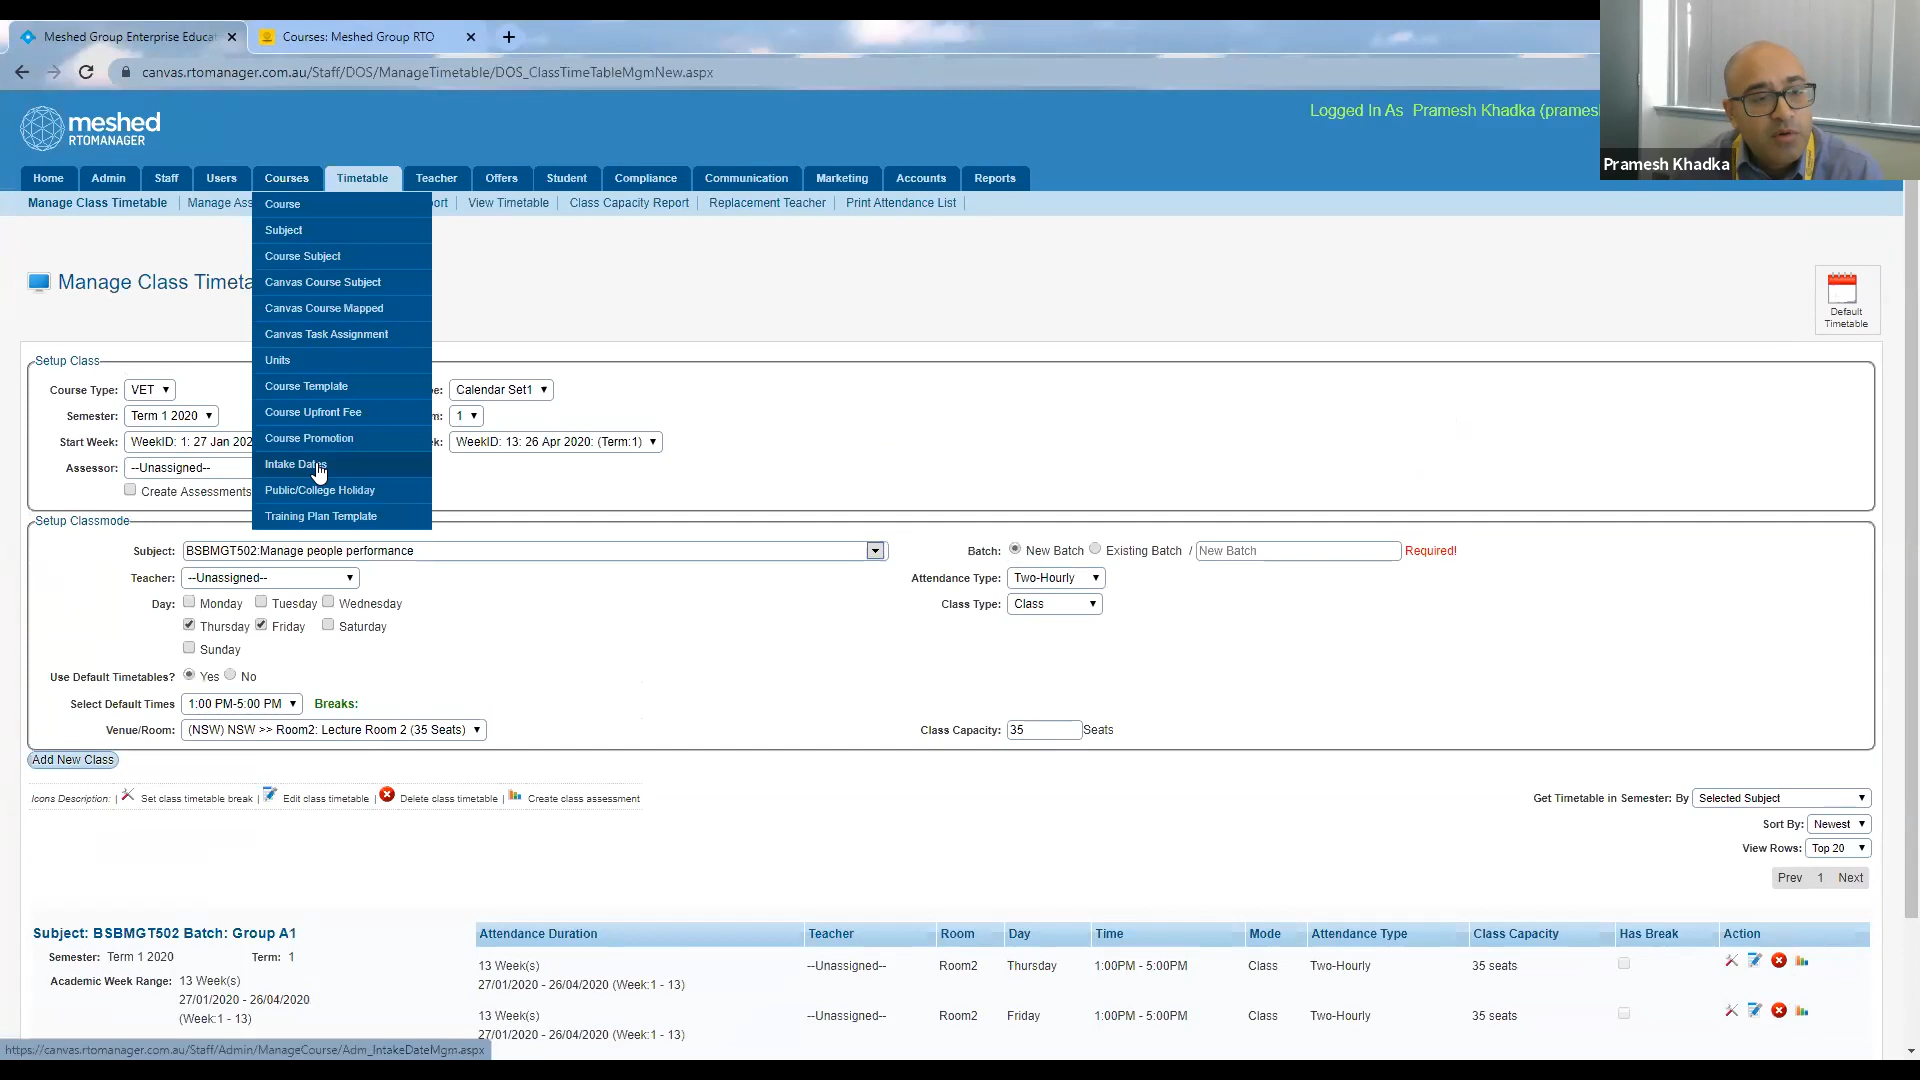 Meshed Group Enterprise Educat
Courses: Meshed Group RTO
canvas.rtomanager.com.au/Staff/DOS/ManageTimetable/DOS_ClassTimeTableMgmNew.aspx
meshed
RTOMANAGER
Logged In As Pramesh Khadka (prames
Pramesh Khadka
Home Admin Staff Users Courses Timetable Teacher Offers Student Compliance Communication Marketing Accounts Reports
Manage Class Timetable Manage Ass ort View Timetable Class Capacity Report Replacement Teacher Print Attendance List
Course
Subject
Course Subject
Canvas Course Subject
Canvas Course Mapped
Canvas Task Assignment
Units
Course Template
Course Upfront Fee
Course Promotion
Intake Dates
Public/College Holiday
Training Plan Template
Manage Class Timeta
Default
Timetable
Setup Class
Course Type: VET e: Calendar Set1
Semester: Term 1 2020 m: 1
Start Week: WeekID: 1: 27 Jan 202 k: WeekID: 13: 26 Apr 2020: (Term:1)
Assessor: --Unassigned--
Create Assessments
Setup Classmode
Subject: BSBMGT502:Manage people performance Batch: New Batch Existing Batch / New Batch Required!
Teacher: --Unassigned-- Attendance Type: Two-Hourly
Day: Monday Tuesday Wednesday Class Type: Class
Thursday Friday Saturday
Sunday
Use Default Timetables? Yes No
Select Default Times 1:00 PM-5:00 PM Breaks:
Venue/Room: (NSW) NSW >> Room2: Lecture Room 2 (35 Seats) Class Capacity: 35 Seats
Add New Class
Icons Description: | Set class timetable break | Edit class timetable | Delete class timetable | Create class assessment
Get Timetable in Semester: By Selected Subject
Sort By: Newest
View Rows: Top 20
Prev 1 Next
Subject: BSBMGT502 Batch: Group A1
Semester: Term 1 2020 Term: 1
Academic Week Range: 13 Week(s)
27/01/2020 - 26/04/2020
(Week:1 - 13)
Attendance Duration Teacher Room Day Time Mode Attendance Type Class Capacity Has Break Action
13 Week(s) --Unassigned-- Room2 Thursday 1:00PM - 5:00PM Class Two-Hourly 35 seats
27/01/2020 - 26/04/2020 (Week:1 - 13)
13 Week(s) --Unassigned-- Room2 Friday 1:00PM - 5:00PM Class Two-Hourly 35 seats
27/01/2020 - 26/04/2020 (Week:1 - 13)
https://canvas.rtomanager.com.au/Staff/Admin/ManageCourse/Adm_IntakeDateMgm.aspx